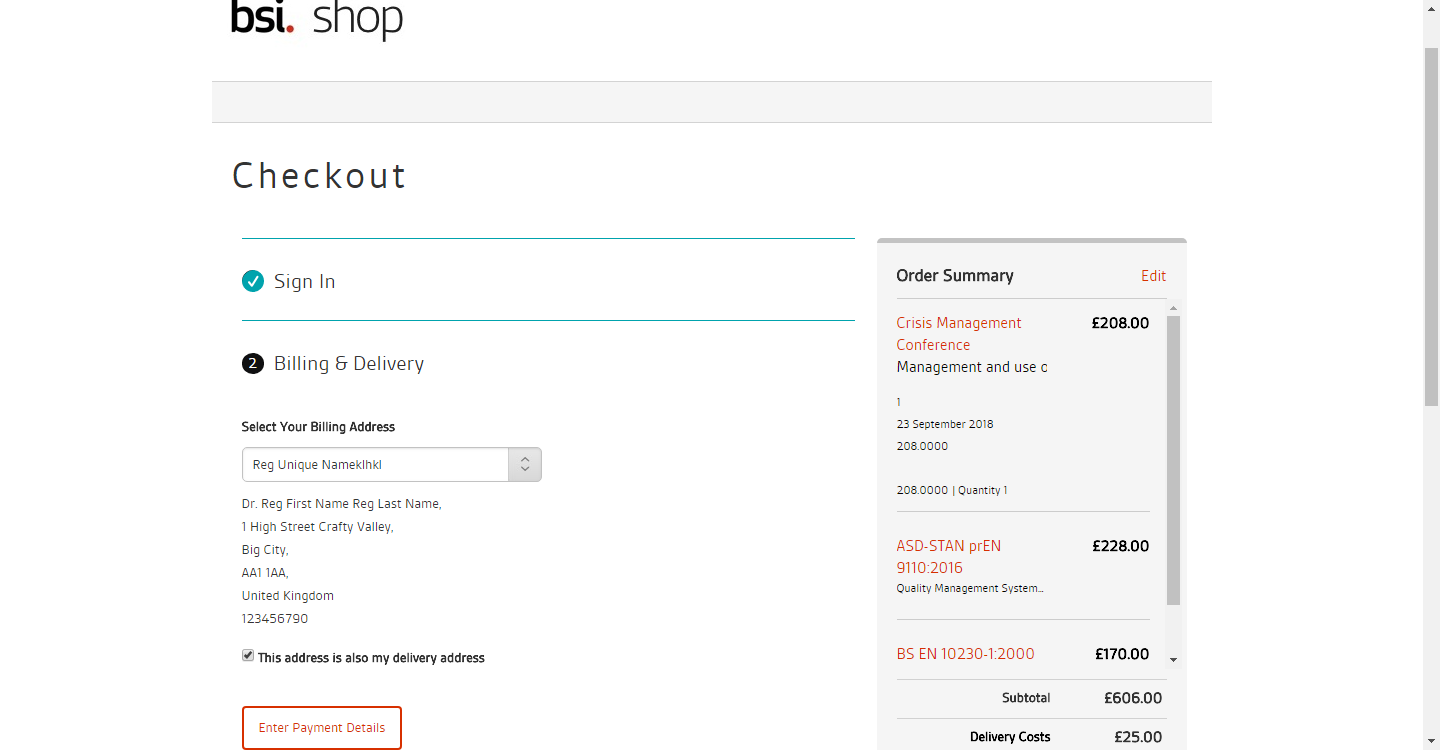 bsi. shop
Checkout
Sign In
2 Billing & Delivery
Select Your Billing Address
Reg Unique Nameklhkl
Dr. Reg First Name Reg Last Name,
1 High Street Crafty Valley,
Big City,
AA1 1AA,
United Kingdom
123456790
This address is also my delivery address
Enter Payment Details
Order Summary Edit
Crisis Management £208.00
Conference
Management and use o
1
23 September 2018
208.0000
208.0000 | Quantity 1
ASD-STAN prEN £228.00
9110:2016
Quality Management System...
BS EN 10230-1:2000 £170.00
Subtotal £606.00
Delivery Costs £25.00